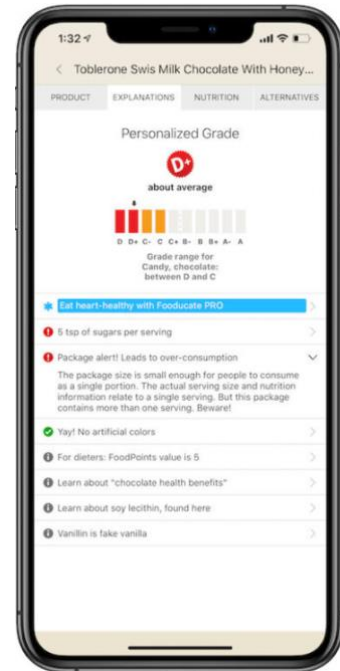 1:32
Toblerone Swis Milk Chocolate With Honey...
PRODUCT EXPLANATIONS NUTRITION ALTERNATIVES
Personalized Grade
D+
about average
D D+ C- C C+ B- B B+ A- A
Grade range for
Candy, chocolate:
between D and C
Eat heart-healthy with Fooducate PRO
5 tsp of sugars per serving
Package alert! Leads to over-consumption
The package size is small enough for people to consume
as a single portion. The actual serving size and nutrition
information relate to a single serving. But this package
contains more than one serving. Beware!
Yay! No artificial colors
For dieters: FoodPoints value is 5
Learn about "chocolate health benefits"
Learn about soy lecithin, found here
Vanillin is fake vanilla